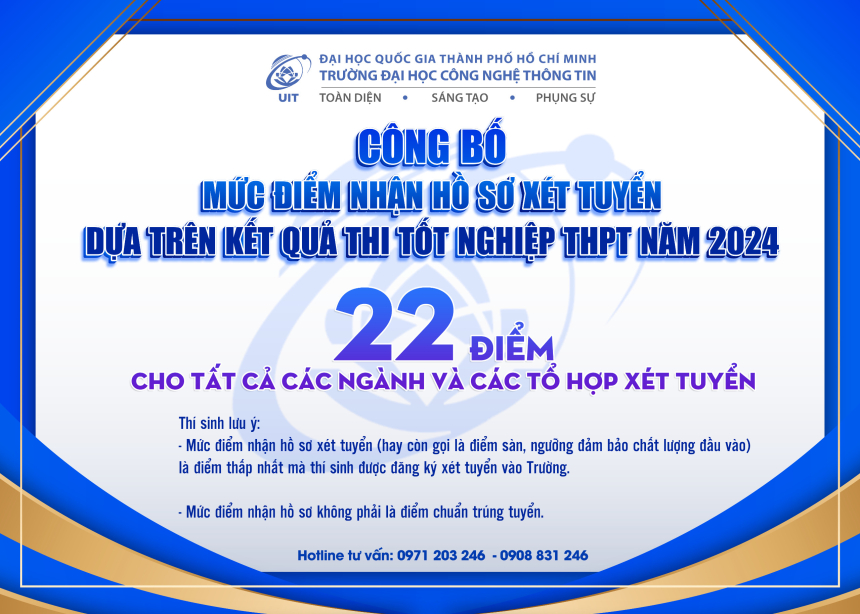 ĐẠI HỌC QUỐC GIA THÀNH PHỐ HỒ CHÍ MINH
TRƯỜNG ĐẠI HỌC CÔNG NGHỆ THÔNG TIN
UIT TOÀN DIỆN • SÁNG TẠO • PHỤNG SỰ
CÔNG BỐ
MỨC ĐIỂM NHẬN HỒ SƠ XÉT TUYỂN
DỰA TRÊN KẾT QUẢ THI TỐT NGHIỆP THPT NĂM 2024
22 ĐIỂM
CHO TẤT CẢ CÁC NGÀNH VÀ CÁC TỔ HỢP XÉT TUYỂN
Thí sinh lưu ý:
- Mức điểm nhận hồ sơ xét tuyển (hay còn gọi là điểm sàn, ngưỡng đảm bảo chất lượng đầu vào)
là điểm thấp nhất mà thí sinh được đăng ký xét tuyển vào Trường.
- Mức điểm nhận hồ sơ không phải là điểm chuẩn trúng tuyển.
Hotline tư vấn: 0971 203 246 - 0908 831 246